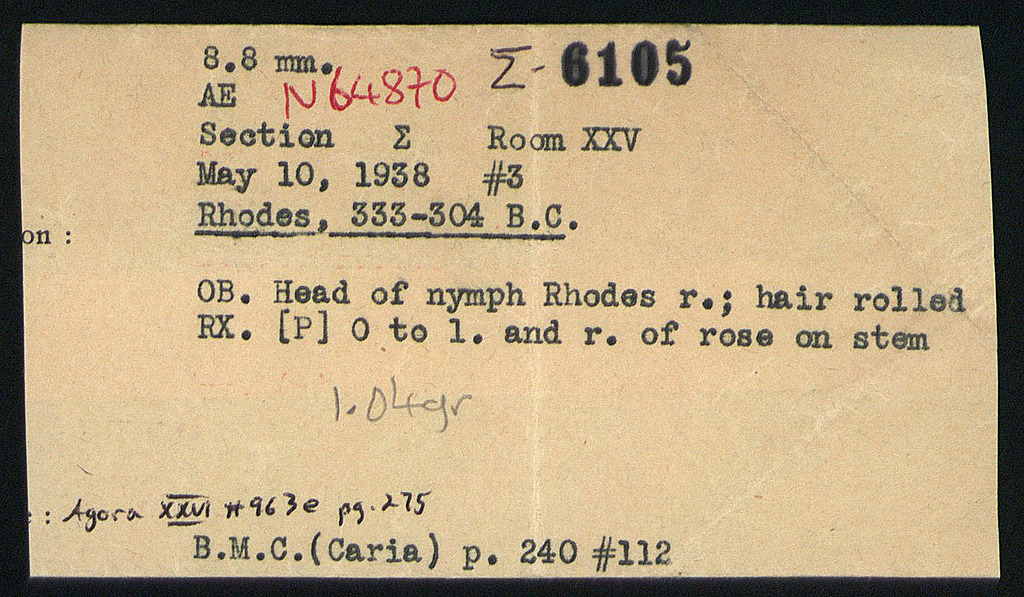 8.8 mm. Σ- 6105
AE N64870
Section Σ Room XXV
May 10, 1938 #3
Rhodes, 333-304 B.C.
on :
OB. Head of nymph Rhodes r.; hair rolled
RX. [P] O to l. and r. of rose on stem
1.04gr
: Agora XXVI #963e pg.275
B.M.C.(Caria) p. 240 #112